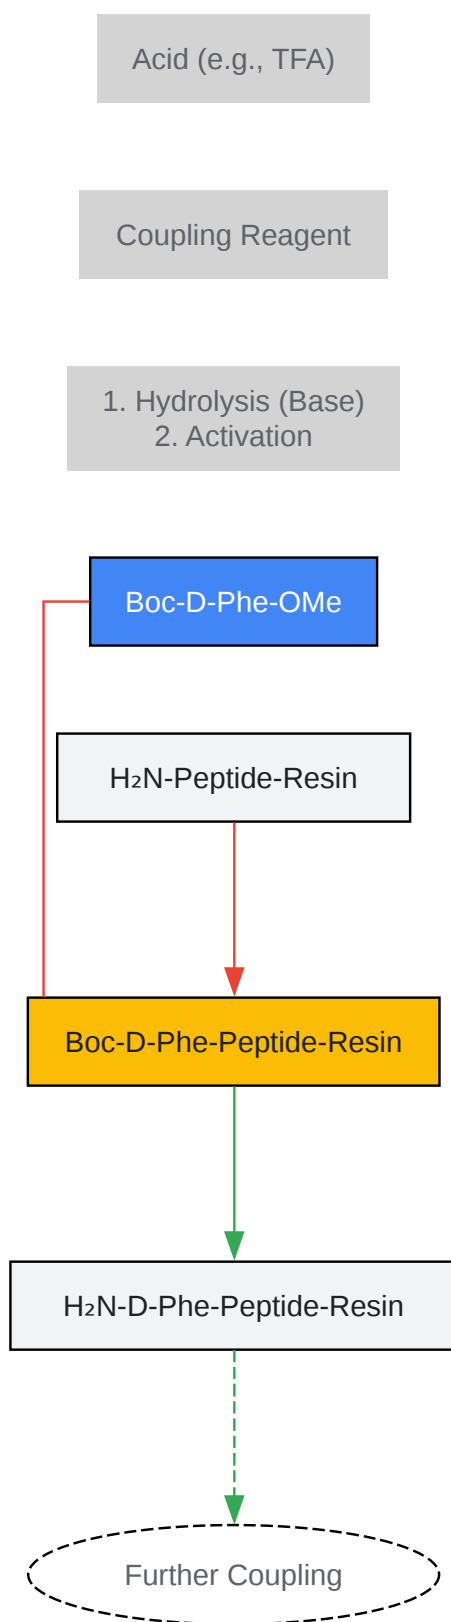 Acid (e.g., TFA)
Coupling Reagent
1. Hydrolysis (Base)
2. Activation
Boc-D-Phe-OMe
H₂N-Peptide-Resin
Boc-D-Phe-Peptide-Resin
H₂N-D-Phe-Peptide-Resin
Further Coupling